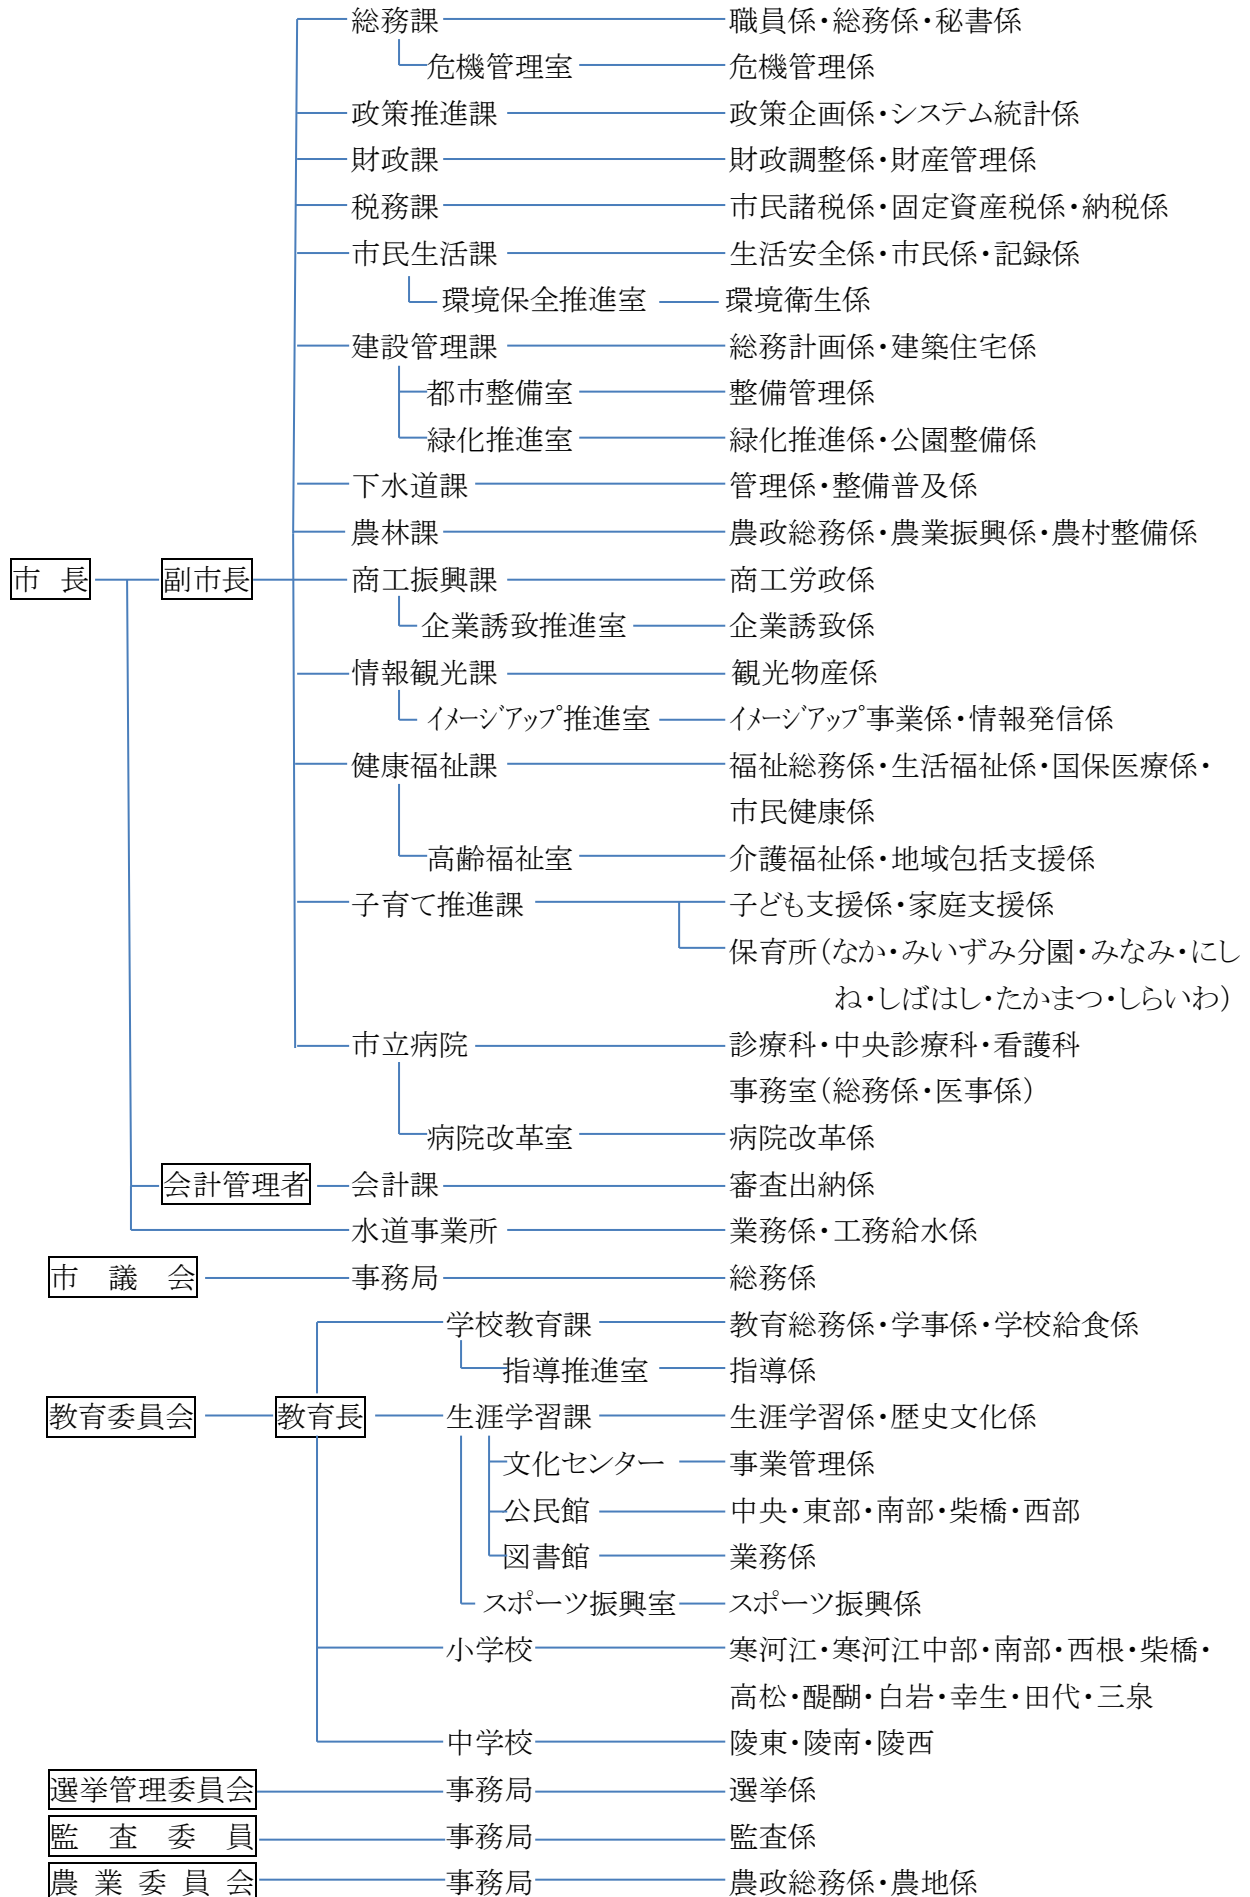 総務課 職員係・総務係・秘書係
危機管理室 危機管理係
政策推進課 政策企画係・システム統計係
財政課 財政調整係・財産管理係
税務課 市民諸税係・固定資産税係・納税係
市民生活課 生活安全係・市民係・記録係
環境保全推進室 環境衛生係
建設管理課 総務計画係・建築住宅係
都市整備室 整備管理係
緑化推進室 緑化推進係・公園整備係
下水道課 管理係・整備普及係
農林課 農政総務係・農業振興係・農村整備係
市 長 副市長 商工振興課 商工労政係
企業誘致推進室 企業誘致係
情報観光課 観光物産係
イメージアップ推進室 イメージアップ事業係・情報発信係
健康福祉課 福祉総務係・生活福祉係・国保医療係・
市民健康係
高齢福祉室 介護福祉係・地域包括支援係
子育て推進課 子ども支援係・家庭支援係
保育所(なか・みいずみ分園・みなみ・にし
ね・しばはし・たかまつ・しらいわ)
市立病院 診療科・中央診療科・看護科
事務室(総務係・医事係)
病院改革室 病院改革係
会計管理者 会計課 審査出納係
水道事業所 業務係・工務給水係
市 議 会 事務局 総務係
学校教育課 教育総務係・学事係・学校給食係
指導推進室 指導係
教育委員会 教育長 生涯学習課 生涯学習係・歴史文化係
文化センター 事業管理係
公民館 中央・東部・南部・柴橋・西部
図書館 業務係
スポーツ振興室 スポーツ振興係
小学校 寒河江・寒河江中部・南部・西根・柴橋・
高松・醍醐・白岩・幸生・田代・三泉
中学校 陵東・陵南・陵西
選挙管理委員会 事務局 選挙係
監 査 委 員 事務局 監査係
農 業 委 員 会 事務局 農政総務係・農地係